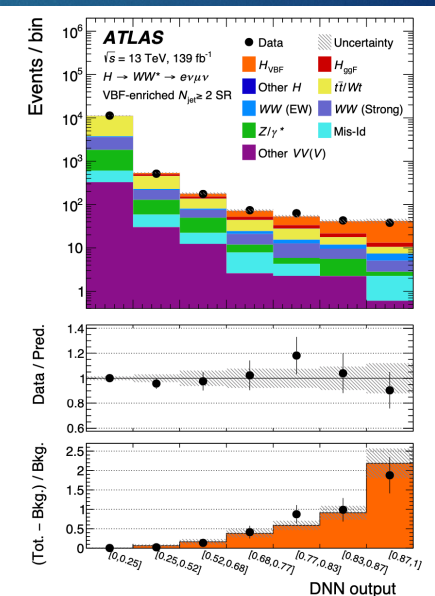 ATLAS
√s = 13 TeV, 139 fb⁻¹
H → WW* → eνμν
VBF-enriched N_jet ≥ 2 SR
Data
Uncertainty
H_VBF
H_ggF
Other H
tt̄/Wt
WW (EW)
WW (Strong)
Z/γ*
Mis-Id
Other VV(V)
Events / bin
10⁶
10⁵
10⁴
10³
10²
10
1
Data / Pred.
1.4
1.2
1.0
0.8
0.6
(Tot. − Bkg.) / Bkg.
2.5
2
1.5
1
0.5
0
[0,0.25]
[0.25,0.52]
[0.52,0.68]
[0.68,0.77]
[0.77,0.83]
[0.83,0.87]
[0.87,1]
DNN output